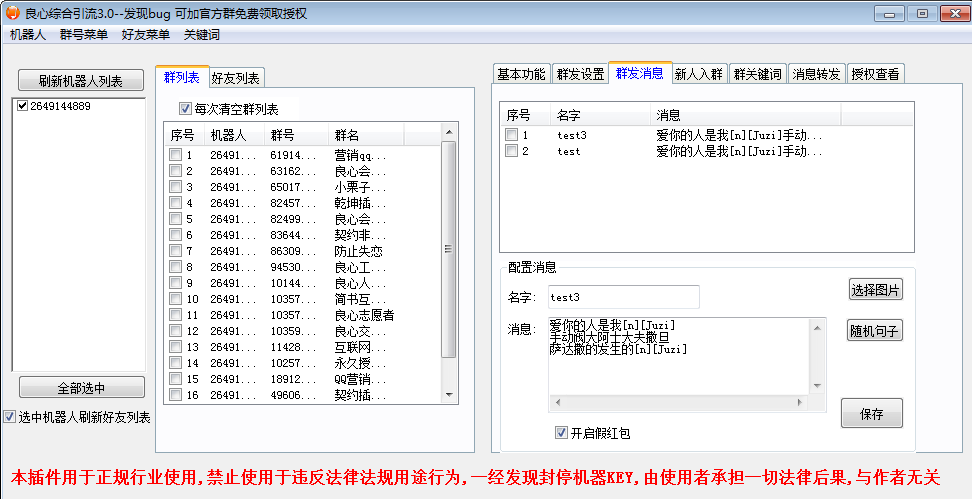 良心综合引流3.0--发现bug 可加官方群免费领取授权
机器人 群号菜单 好友菜单 关键词
刷新机器人列表
2649144889
全部选中
选中机器人刷新好友列表
群列表 好友列表
每次清空群列表
序号 机器人 群号 群名
1 26491... 61914... 营销qq...
2 26491... 63162... 良心会...
3 26491... 65017... 小栗子...
4 26491... 82457... 乾坤插...
5 26491... 82499... 良心会...
6 26491... 83644... 契约非...
7 26491... 86309... 防止失恋
8 26491... 94530... 良心工...
9 26491... 10144... 良心人...
10 26491... 10357... 简书互...
11 26491... 10357... 良心志愿者
12 26491... 10359... 良心交...
13 26491... 11428... 互联网...
14 26491... 10257... 永久授...
15 26491... 18912... QQ营销...
16 26491... 49606... 契约插...
基本功能 群发设置 群发消息 新人入群 群关键词 消息转发 授权查看
序号 名字 消息
1 test3 爱你的人是我[n][Juzi]手动...
2 test 爱你的人是我[n][Juzi]手动...
配置消息
名字: test3
选择图片
消息: 爱你的人是我[n][Juzi]
手动阀大阿士大夫撒旦
萨达撒的发生的[n][Juzi]
随机句子
保存
开启假红包
本插件用于正规行业使用,禁止使用于违反法律法规用途行为,一经发现封停机器KEY,由使用者承担一切法律后果,与作者无关